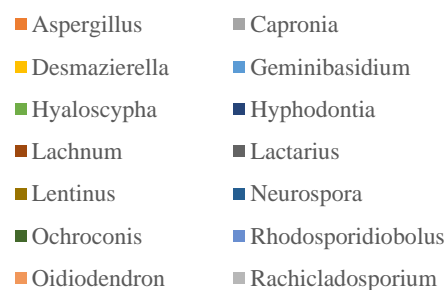 Aspergillus Capronia
Desmazierella Geminibasidium
Hyaloscypha Hyphodontia
Lachnum Lactarius
Lentinus Neurospora
Ochroconis Rhodosporidiobolus
Oidiodendron Rachicladosporium